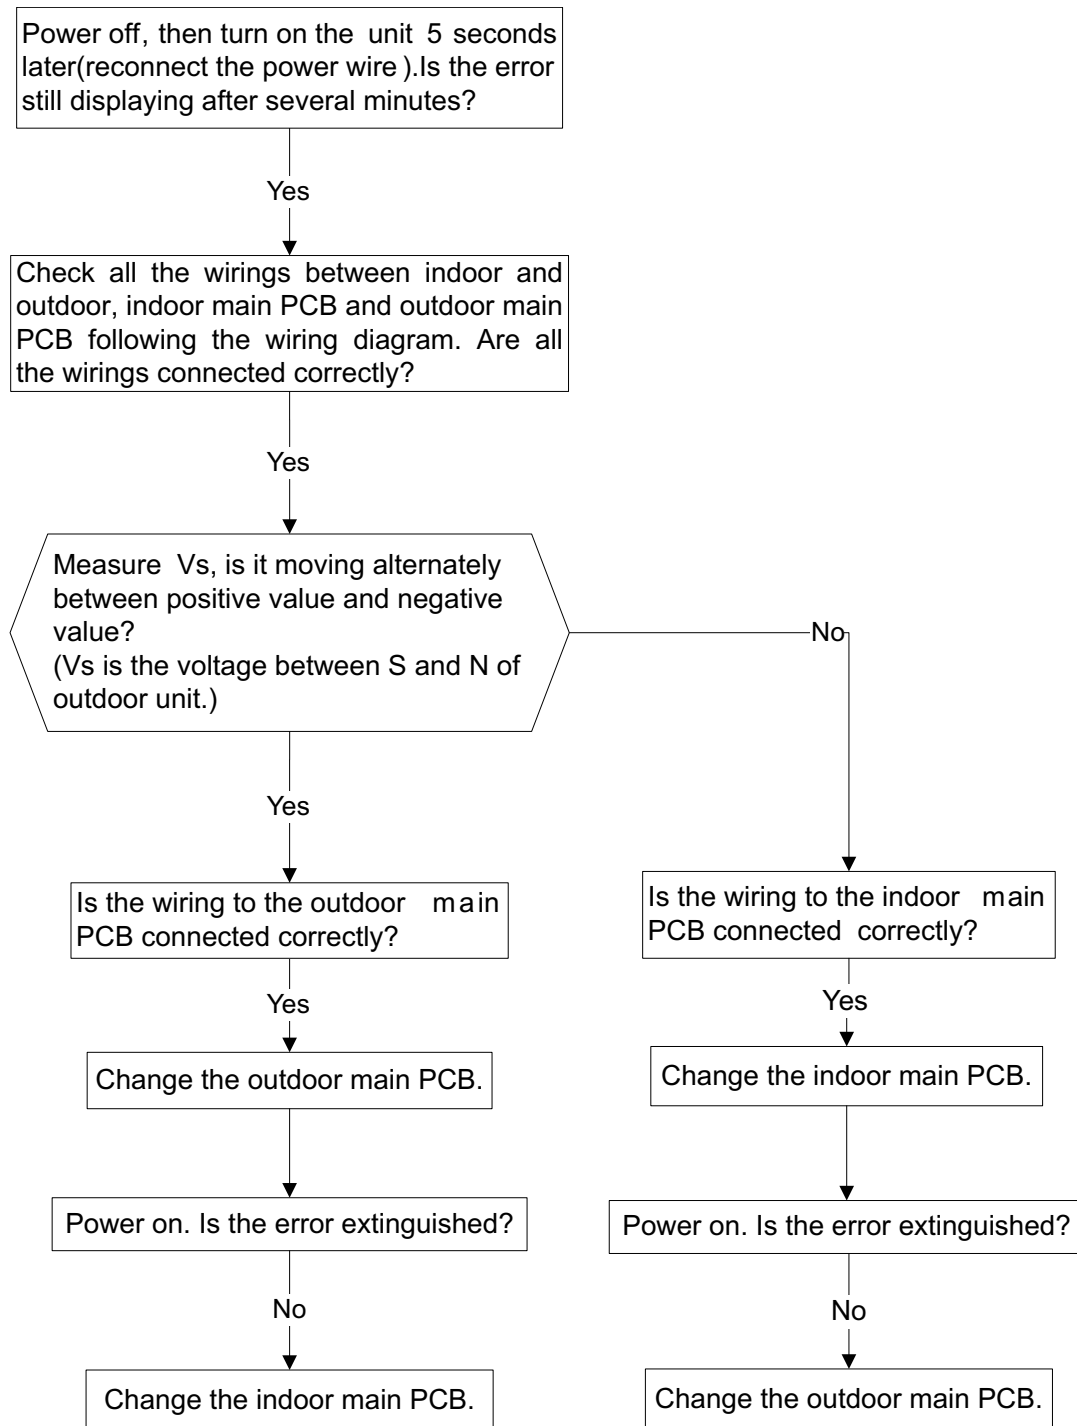 Power off, then turn on the unit 5 seconds
later(reconnect the power wire ).Is the error
still displaying after several minutes?
Yes
Check all the wirings between indoor and
outdoor, indoor main PCB and outdoor main
PCB following the wiring diagram. Are all
the wirings connected correctly?
Yes
Measure Vs, is it moving alternately
between positive value and negative
value?
(Vs is the voltage between S and N of
outdoor unit.)
No
Yes
Is the wiring to the outdoor main
PCB connected correctly?
Yes
Change the outdoor main PCB.
Power on. Is the error extinguished?
No
Change the indoor main PCB.
Is the wiring to the indoor main
PCB connected correctly?
Yes
Change the indoor main PCB.
Power on. Is the error extinguished?
No
Change the outdoor main PCB.